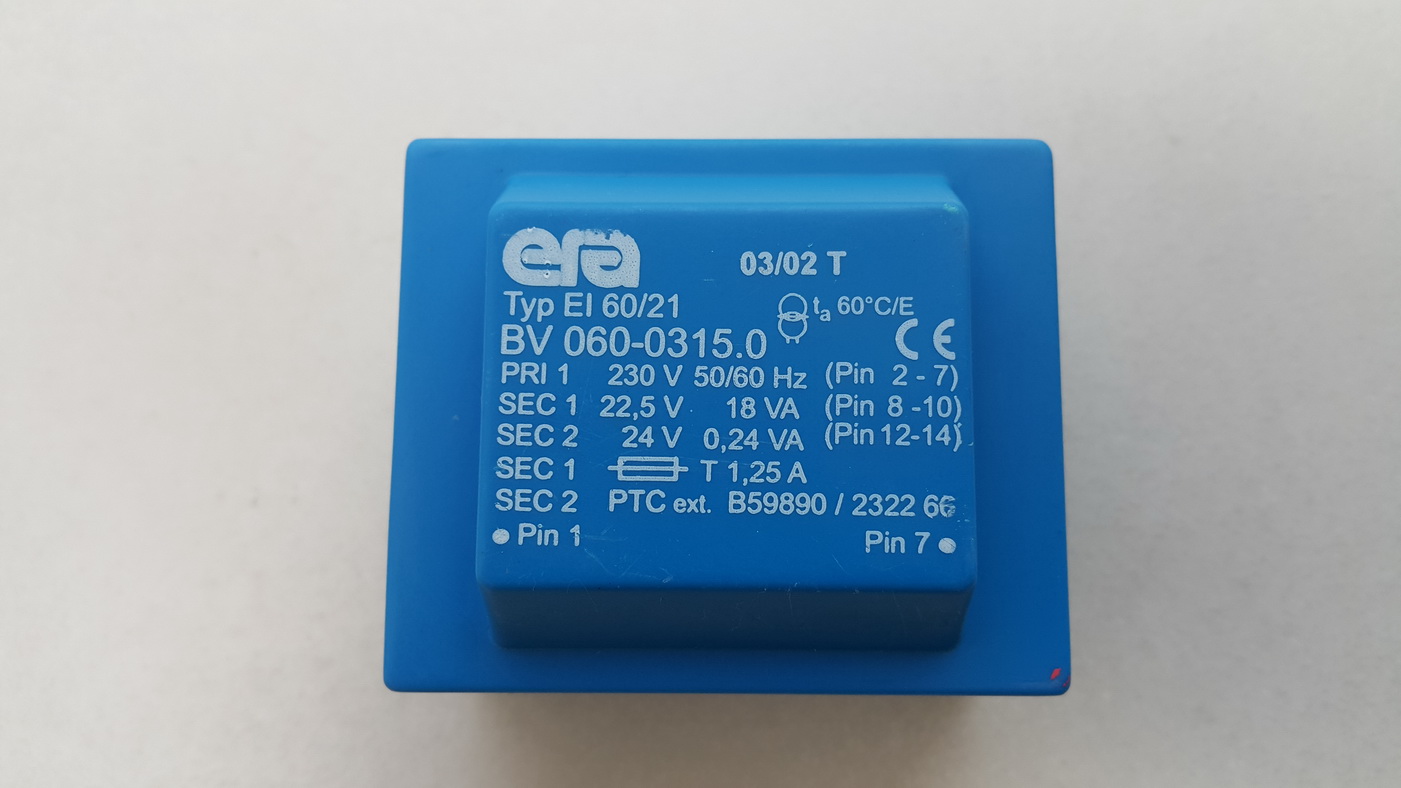 era 03/02 T
Typ EI 60/21 ta 60°C/E
BV 060-0315.0 CE
PRI 1 230 V 50/60 Hz (Pin 2 - 7)
SEC 1 22,5 V 18 VA (Pin 8 -10)
SEC 2 24 V 0,24 VA (Pin 12-14)
SEC 1 T 1,25 A
SEC 2 PTC ext. B59890 / 2322 66
Pin 1 Pin 7